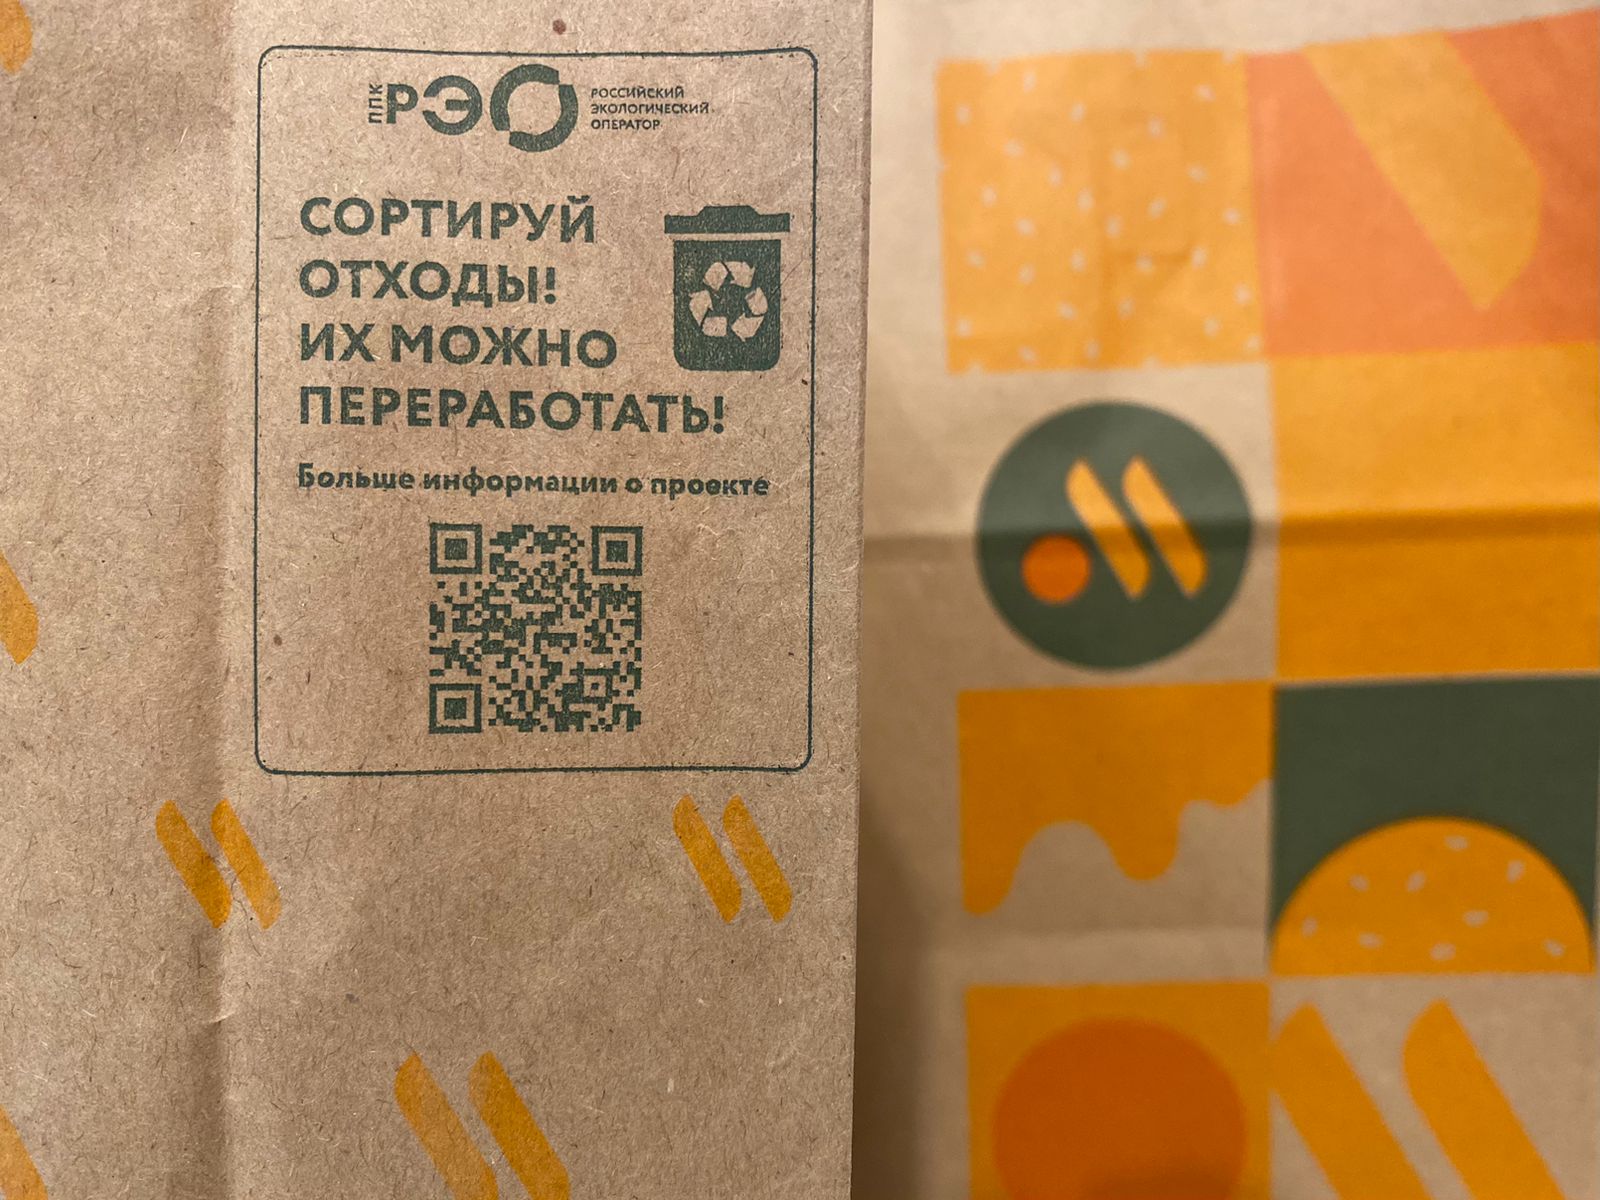 ППК РЭО РОССИЙСКИЙ
ЭКОЛОГИЧЕСКИЙ
ОПЕРАТОР
СОРТИРУЙ
ОТХОДЫ!
ИХ МОЖНО
ПЕРЕРАБОТАТЬ!
Больше информации о проекте